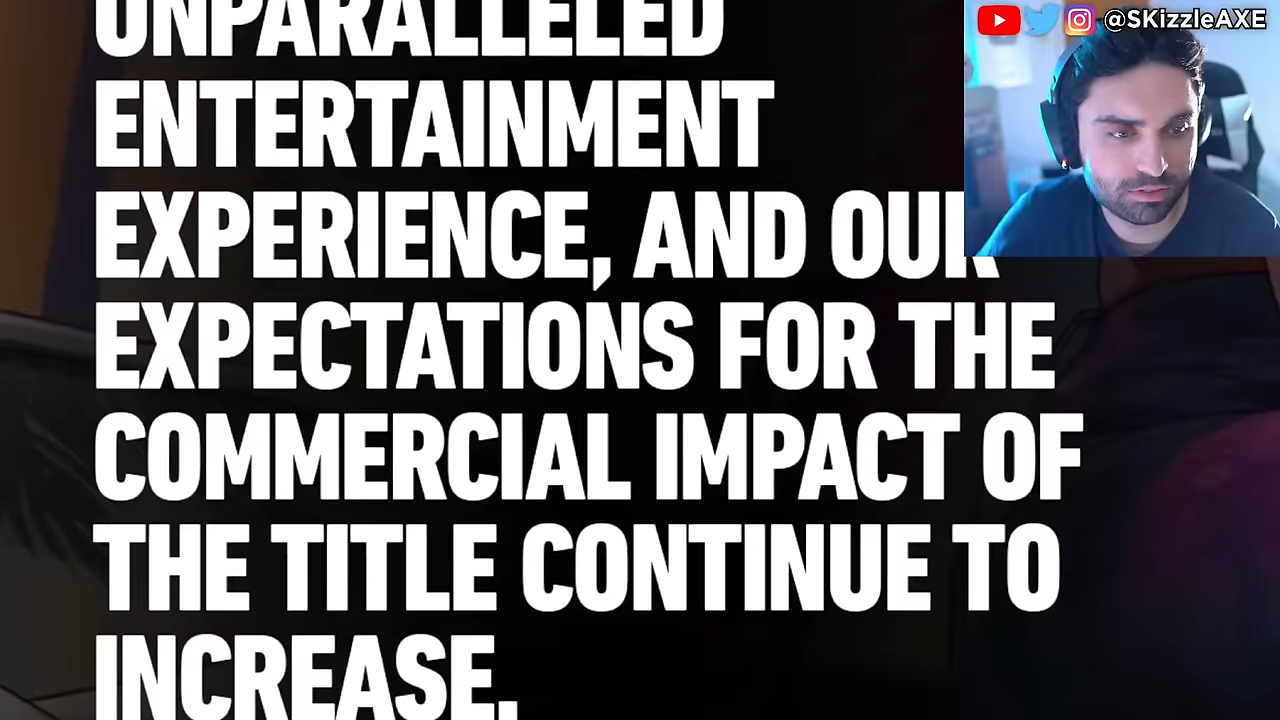 UNPARALLELED
ENTERTAINMENT
EXPERIENCE, AND OUR
EXPECTATIONS FOR THE
COMMERCIAL IMPACT OF
THE TITLE CONTINUE TO
INCREASE.
@SKizzleAXE